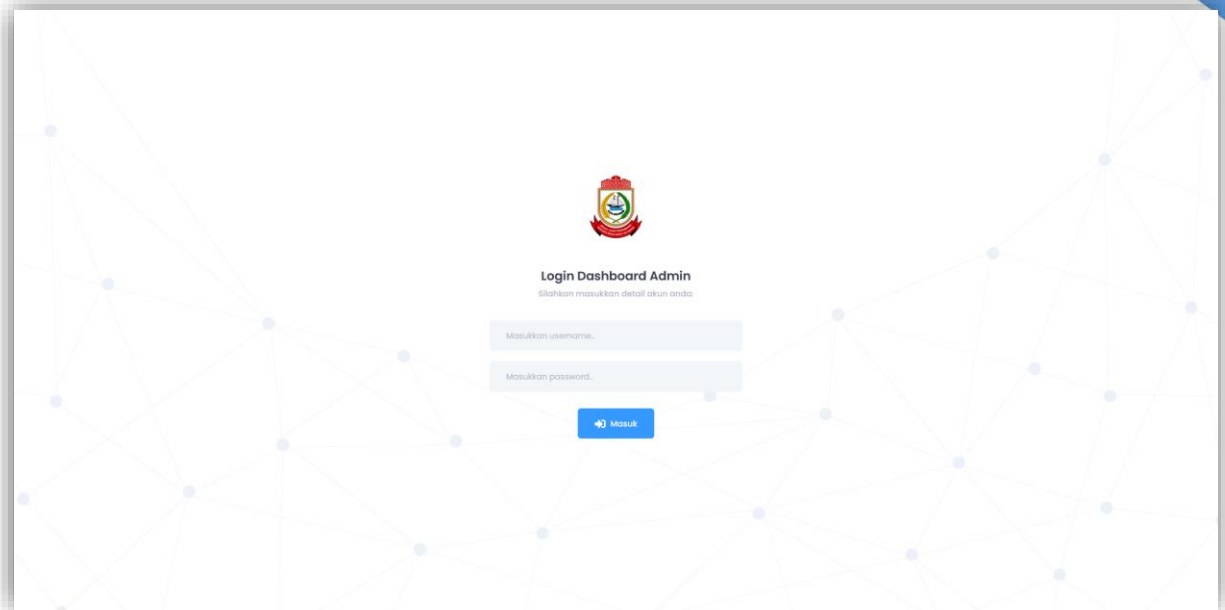 Login Dashboard Admin
Silahkan masukkan detail akun anda:
Masukkan username..
Masukkan password..
Masuk